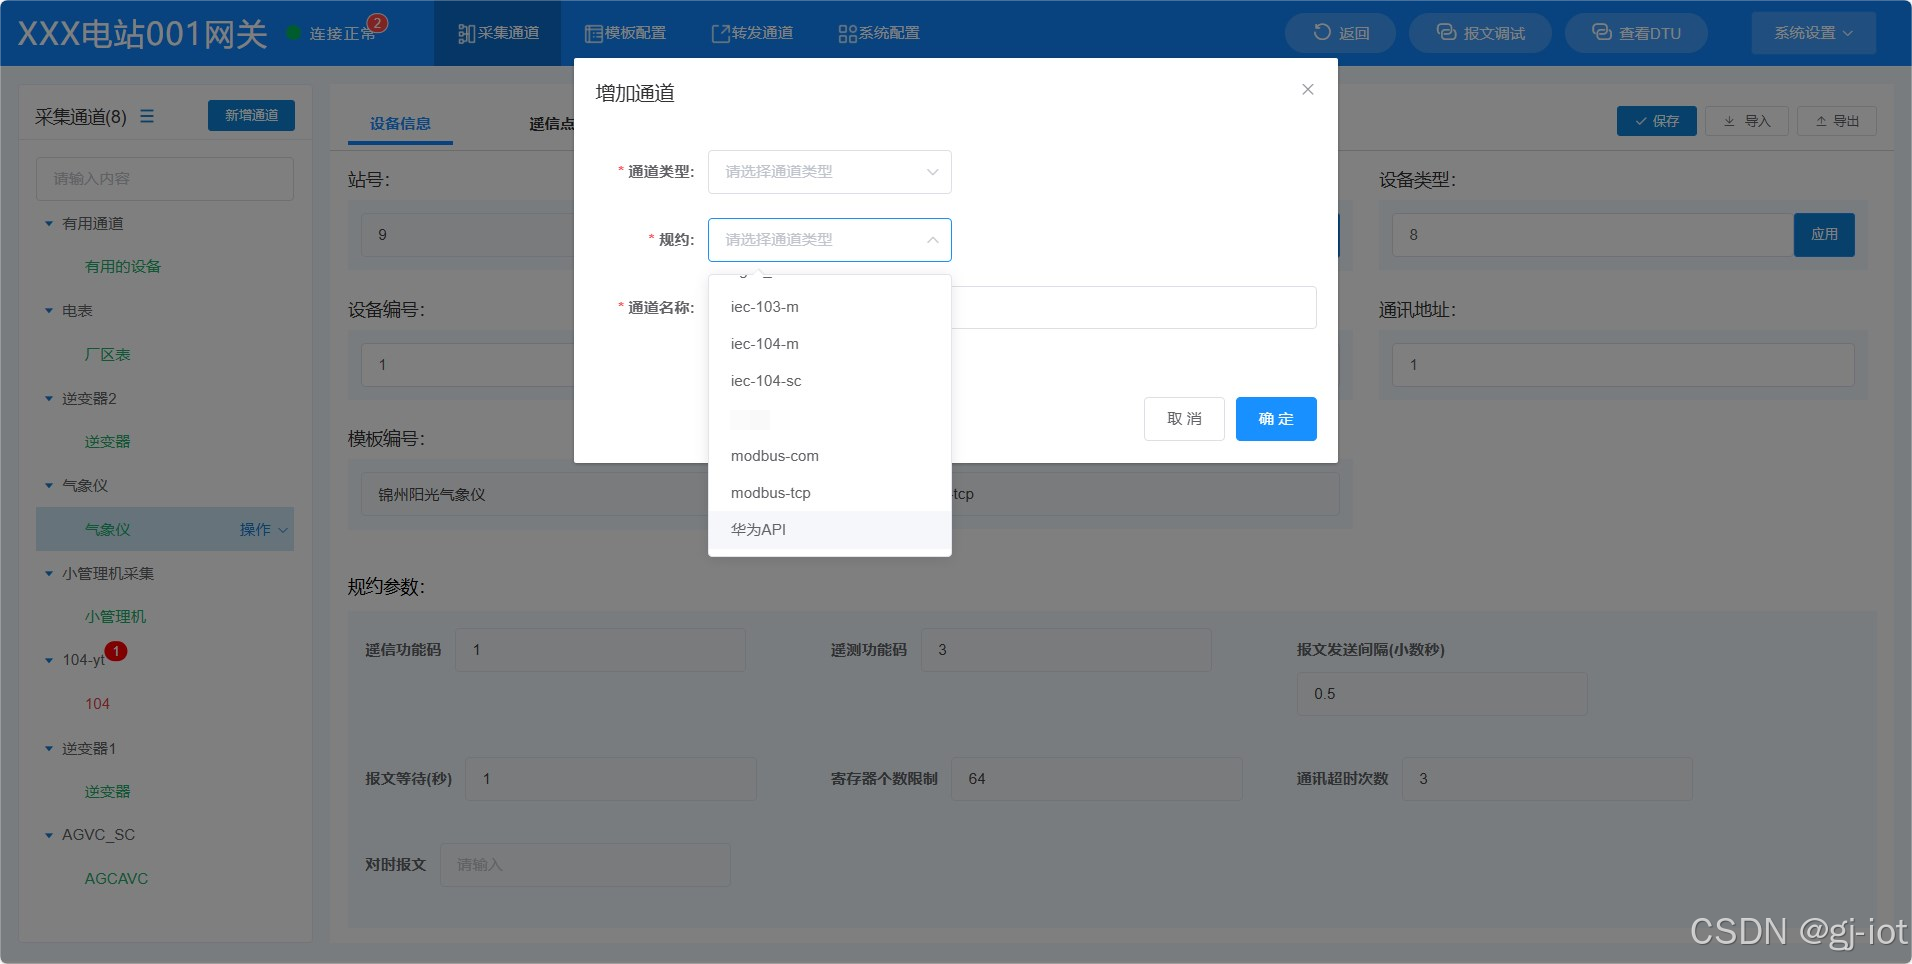 XXX电站001网关
连接正常
2
采集通道
模板配置
转发通道
系统配置
返回
报文调试
查看DTU
系统设置
采集通道(8)
新增通道
请输入内容
有用通道
有用的设备
电表
厂区表
逆变器2
逆变器
气象仪
气象仪
操作
小管理机采集
小管理机
104-yt
1
104
逆变器1
逆变器
AGVC_SC
AGCAVC
设备信息
遥信点
保存
导入
导出
站号:
9
设备类型:
8
应用
设备编号:
1
通讯地址:
1
模板编号:
锦州阳光气象仪
-tcp
增加通道
* 通道类型:
请选择通道类型
* 规约:
请选择通道类型
* 通道名称:
iec-103-m
iec-104-m
iec-104-sc
modbus-com
modbus-tcp
华为API
取 消
确 定
规约参数:
遥信功能码
1
遥测功能码
3
报文发送间隔(小数秒)
0.5
报文等待(秒)
1
寄存器个数限制
64
通讯超时次数
3
对时报文
请输入
CSDN @gj-iot